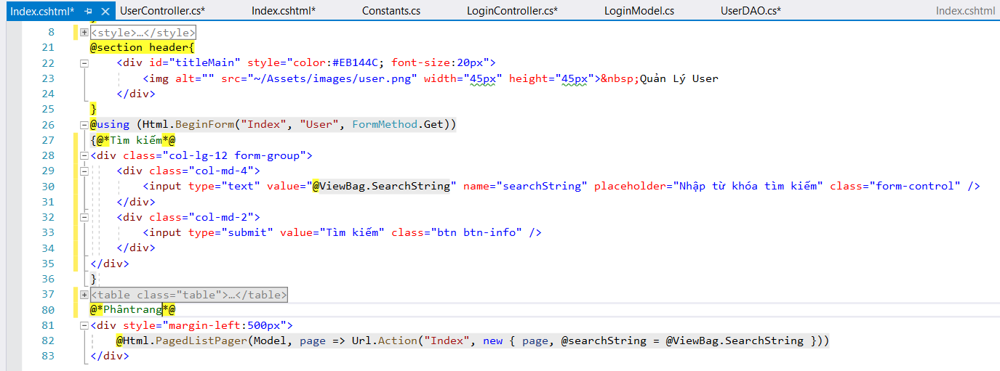 Index.cshtml* UserController.cs* Index.cshtml* Constants.cs LoginController.cs* LoginModel.cs UserDAO.cs* Index.cshtml
8 <style>…</style>
21 @section header{
22 <div id="titleMain" style="color:#EB144C; font-size:20px">
23 <img alt="" src="~/Assets/images/user.png" width="45px" height="45px">&nbsp;Quản Lý User
24 </div>
25 }
26 @using (Html.BeginForm("Index", "User", FormMethod.Get))
27 {@*Tìm kiếm*@
28 <div class="col-lg-12 form-group">
29 <div class="col-md-4">
30 <input type="text" value="@ViewBag.SearchString" name="searchString" placeholder="Nhập từ khóa tìm kiếm" class="form-control" />
31 </div>
32 <div class="col-md-2">
33 <input type="submit" value="Tìm kiếm" class="btn btn-info" />
34 </div>
35 </div>
36 }
37 <table class="table">…</table>
80 @*Phântrang*@
81 <div style="margin-left:500px">
82 @Html.PagedListPager(Model, page => Url.Action("Index", new { page, @searchString = @ViewBag.SearchString }))
83 </div>